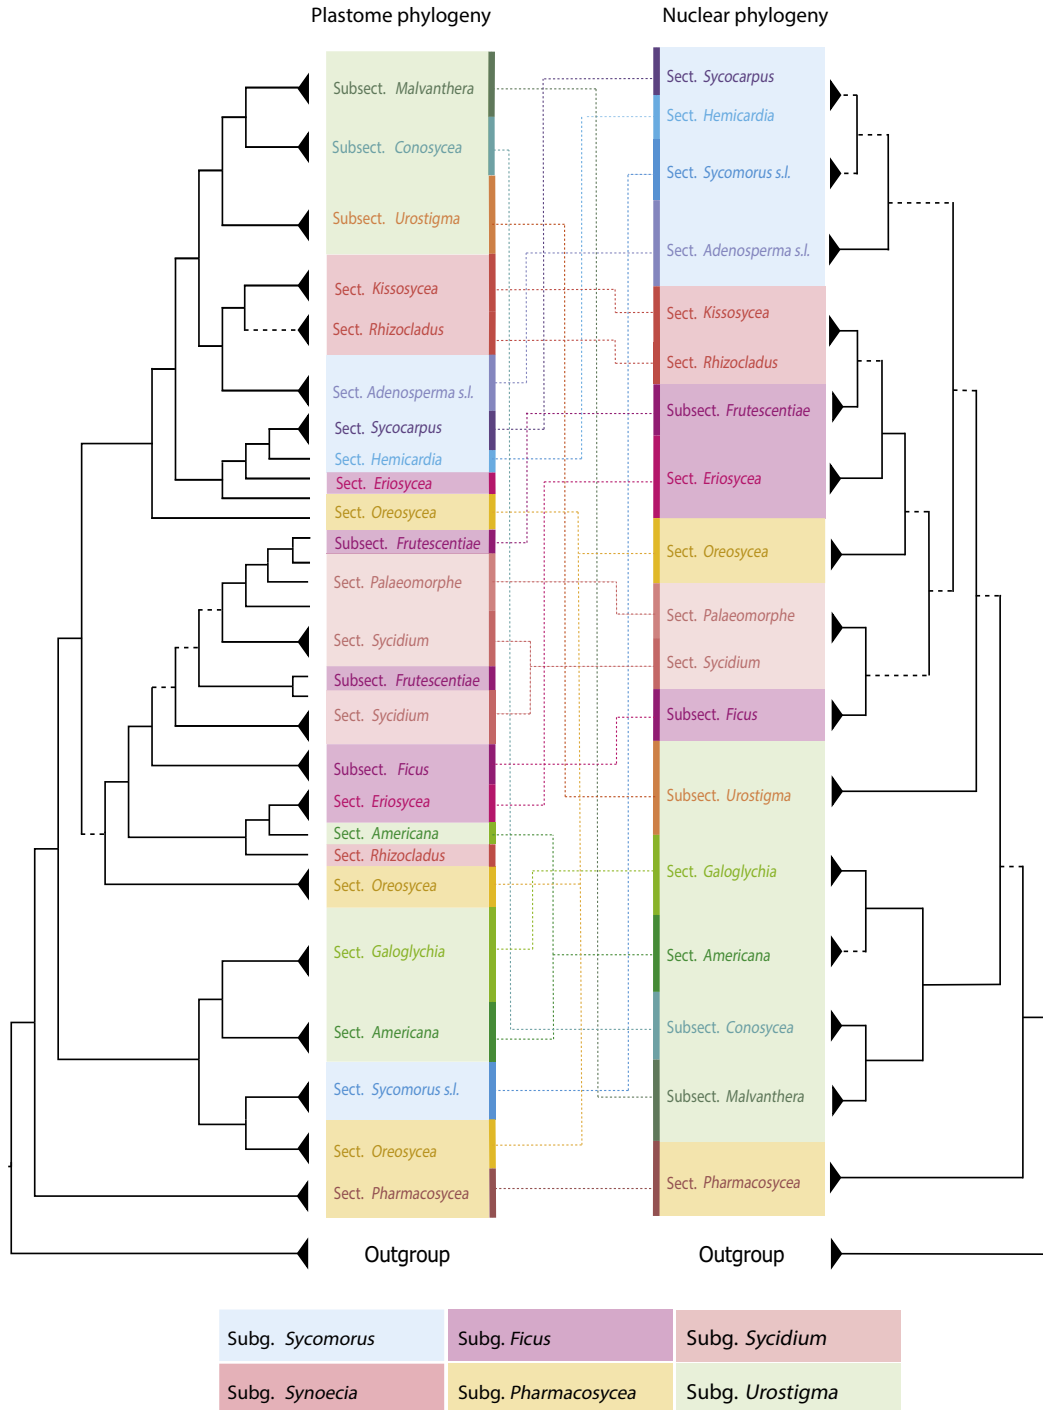 Plastome phylogeny
Subsect. Malvanthera
Subsect. Conosycea
Subsect. Urostigma
Sect. Kissosycea
Sect. Rhizocladus
Sect. Adenosperma s.l.
Sect. Sycocarpus
Sect. Hemicardia
Sect. Eriosycea
Sect. Oreosycea
Subsect. Frutescentiae
Sect. Palaeomorphe
Sect. Sycidium
Subsect. Frutescentiae
Sect. Sycidium
Subsect. Ficus
Sect. Eriosycea
Sect. Americana
Sect. Rhizocladus
Sect. Oreosycea
Sect. Galoglychia
Sect. Americana
Sect. Sycomorus s.l.
Sect. Oreosycea
Sect. Pharmacosycea
Outgroup
Nuclear phylogeny
Sect. Sycocarpus
Sect. Hemicardia
Sect. Sycomorus s.l.
Sect. Adenosperma s.l.
Sect. Kissosycea
Sect. Rhizocladus
Subsect. Frutescentiae
Sect. Eriosycea
Sect. Oreosycea
Sect. Palaeomorphe
Sect. Sycidium
Subsect. Ficus
Subsect. Urostigma
Sect. Galoglychia
Sect. Americana
Subsect. Conosycea
Subsect. Malvanthera
Sect. Pharmacosycea
Outgroup
Subg. Sycomorus
Subg. Ficus
Subg. Sycidium
Subg. Synoecia
Subg. Pharmacosycea
Subg. Urostigma